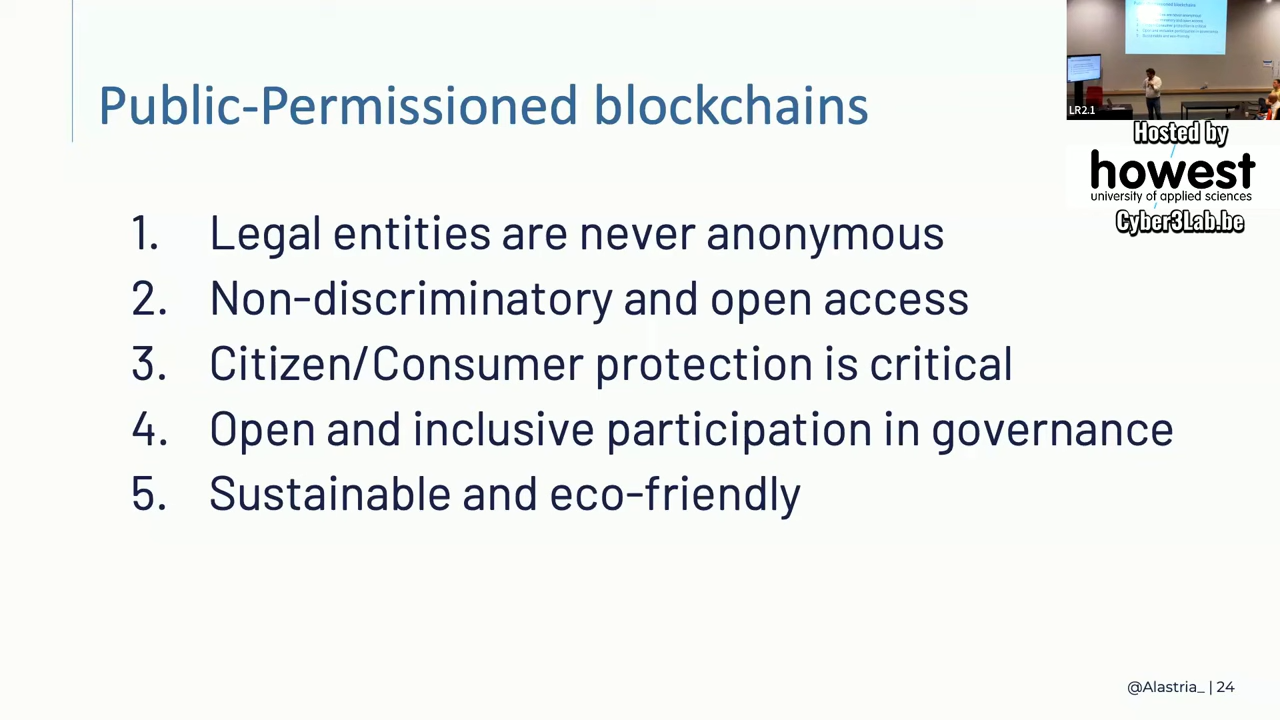 Public-Permissioned blockchains
1. Legal entities are never anonymous
2. Non-discriminatory and open access
3. Citizen/Consumer protection is critical
4. Open and inclusive participation in governance
5. Sustainable and eco-friendly
LR2.1
Hosted by
howest
university of applied sciences
Cyber3Lab.be
@Alastria_ | 24